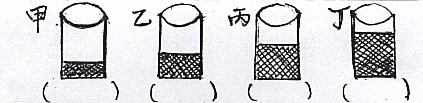 甲 乙 丙 丁
( ) ( ) ( ) ( )